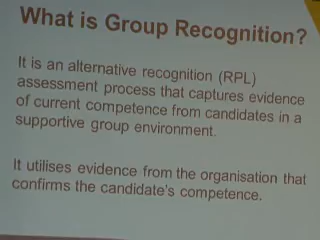 What is Group Recognition?
It is an alternative recognition (RPL)
assessment process that captures evidence
of current competence from candidates in a
supportive group environment.
It utilises evidence from the organisation that
confirms the candidate's competence.